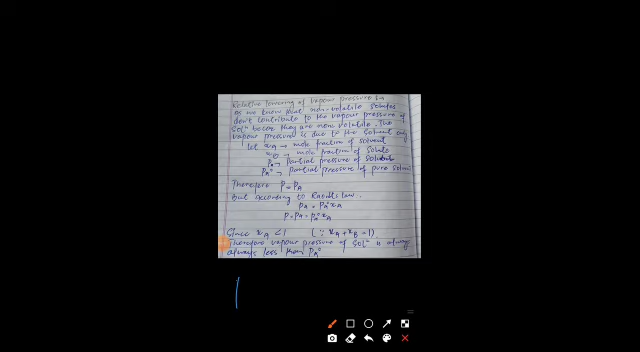 Relative lowering of vapour pressure :→
As we know that non-volatile solutes
don't contribute to the vapour pressure of
Solⁿ becoz they are non volatile. The
vapour pressure is due to the solvent only
let xA → mole fraction of solvent
xB → mole fraction of solute
PA → partial pressure of
PA° → partial pressure of pure solvent
Therefore P = PA
But according to Raoults law,
PA = PA° xA
P = PA = PA° xA
Since xA < 1 (∵ xA + xB = 1)
Therefore vapour pressure of Solⁿ is always
always less than PA°